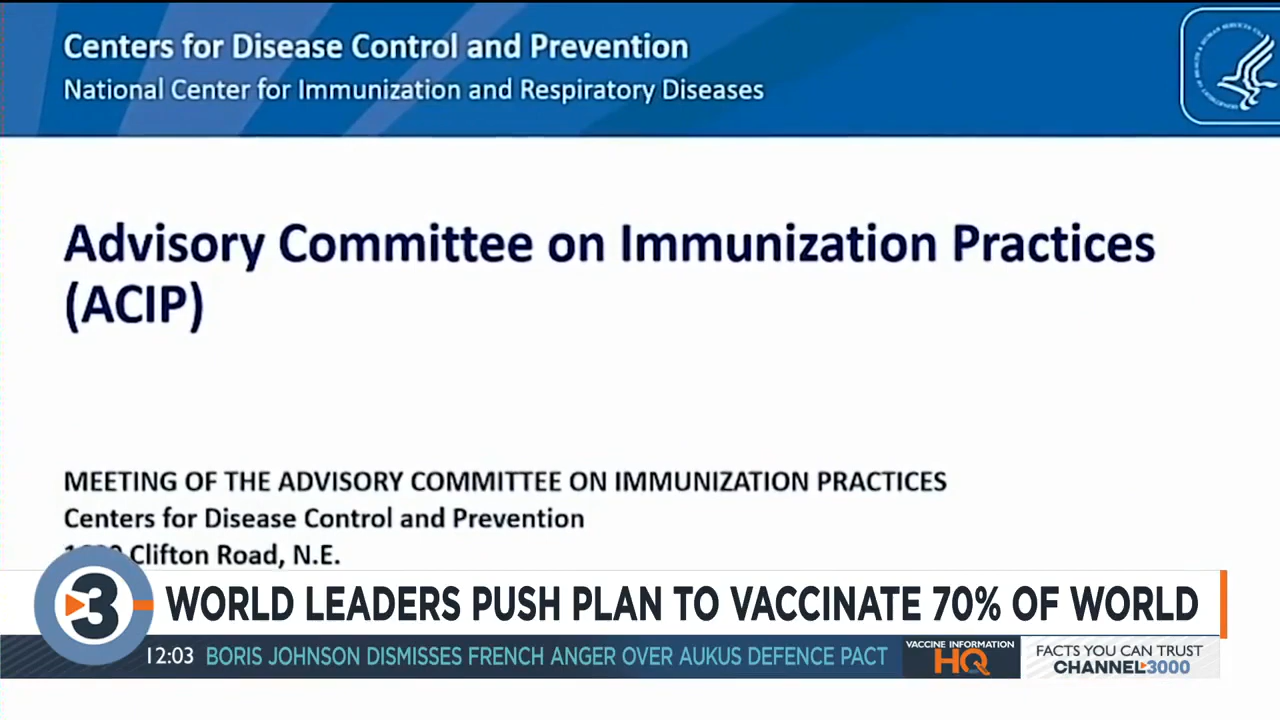 Centers for Disease Control and Prevention
National Center for Immunization and Respiratory Diseases
Advisory Committee on Immunization Practices
(ACIP)
MEETING OF THE ADVISORY COMMITTEE ON IMMUNIZATION PRACTICES
Centers for Disease Control and Prevention
Clifton Road, N.E.
3
WORLD LEADERS PUSH PLAN TO VACCINATE 70% OF WORLD
12:03 BORIS JOHNSON DISMISSES FRENCH ANGER OVER AUKUS DEFENCE PACT
VACCINE INFORMATION
HQ
FACTS YOU CAN TRUST
CHANNEL3000